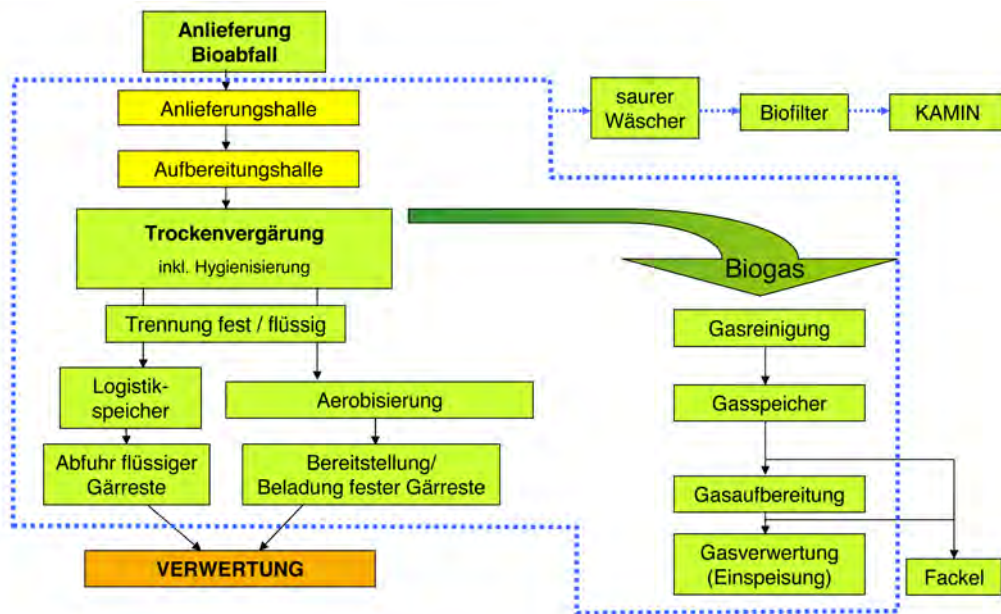 Anlieferung
Bioabfall
Anlieferungshalle
saurer
Wäscher
Biofilter
KAMIN
Aufbereitungshalle
Trockenvergärung
inkl. Hygienisierung
Biogas
Trennung fest / flüssig
Gasreinigung
Logistik-
speicher
Aerobisierung
Gasspeicher
Abfuhr flüssiger
Gärreste
Bereitstellung/
Beladung fester Gärreste
Gasaufbereitung
VERWERTUNG
Gasverwertung
(Einspeisung)
Fackel